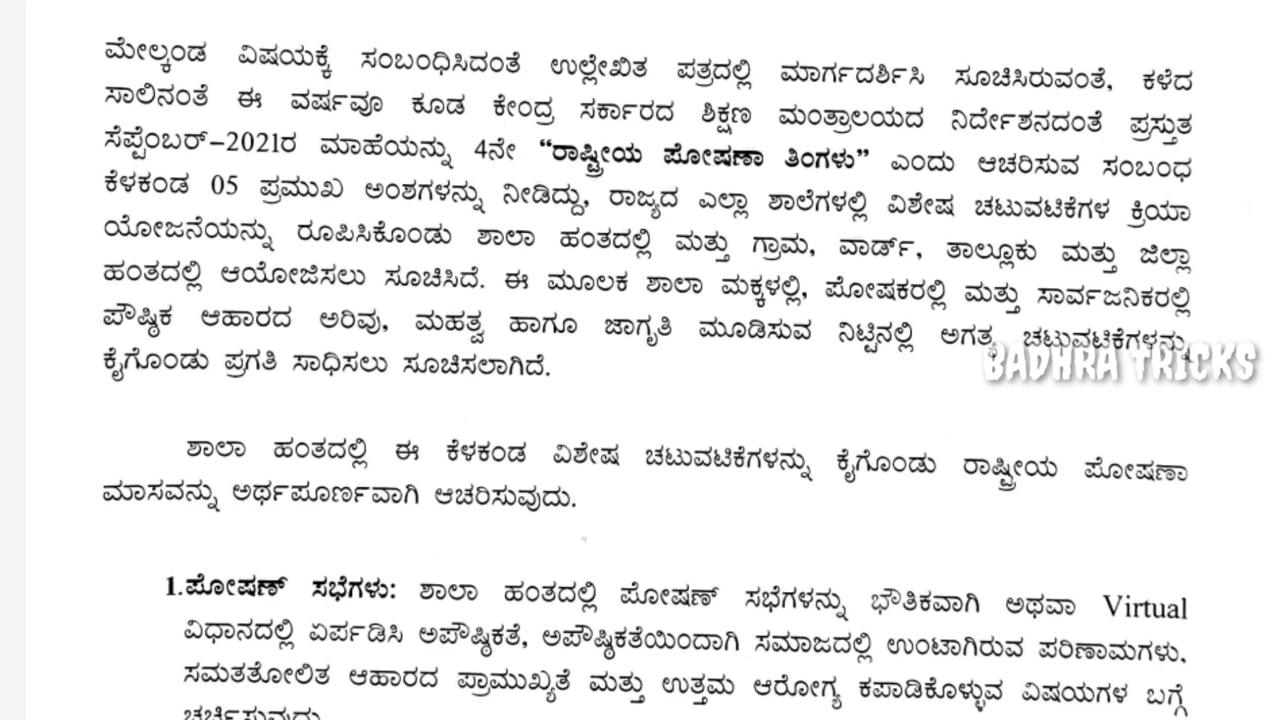 ಮೇಲ್ಕಂಡ ವಿಷಯಕ್ಕೆ ಸಂಬಂಧಿಸಿದಂತೆ ಉಲ್ಲೇಖಿತ ಪತ್ರದಲ್ಲಿ ಮಾರ್ಗದರ್ಶಿಸಿ ಸೂಚಿಸಿರುವಂತೆ, ಕಳೆದ
ಸಾಲಿನಂತೆ ಈ ವರ್ಷವೂ ಕೂಡ ಕೇಂದ್ರ ಸರ್ಕಾರದ ಶಿಕ್ಷಣ ಮಂತ್ರಾಲಯದ ನಿರ್ದೇಶನದಂತೆ ಪ್ರಸ್ತುತ
ಸೆಪ್ಪೆಂಬರ್-2021ರ ಮಾಹೆಯನ್ನು 4ನೇ “ರಾಷ್ಟ್ರೀಯ ಪೋಷಣಾ ತಿಂಗಳು” ಎಂದು ಆಚರಿಸುವ ಸಂಬಂಧ
ಕೆಳಕಂಡ 05 ಪ್ರಮುಖ ಅಂಶಗಳನ್ನು ನೀಡಿದ್ದು, ರಾಜ್ಯದ ಎಲ್ಲಾ ಶಾಲೆಗಳಲ್ಲಿ ವಿಶೇಷ ಚಟುವಟಿಕೆಗಳ ಕ್ರಿಯಾ
ಯೋಜನೆಯನ್ನು ರೂಪಿಸಿಕೊಂಡು ಶಾಲಾ ಹಂತದಲ್ಲಿ ಮತ್ತು ಗ್ರಾಮ, ವಾರ್ಡ್, ತಾಲ್ಲೂಕು ಮತ್ತು ಜಿಲ್ಲಾ
ಹಂತದಲ್ಲಿ ಆಯೋಜಿಸಲು ಸೂಚಿಸಿದೆ. ಈ ಮೂಲಕ ಶಾಲಾ ಮಕ್ಕಳಲ್ಲಿ, ಪೋಷಕರಲ್ಲಿ ಮತ್ತು ಸಾರ್ವಜನಿಕರಲ್ಲಿ
ಪೌಷ್ಠಿಕ ಆಹಾರದ ಅರಿವು, ಮಹತ್ವ ಹಾಗೂ ಜಾಗೃತಿ ಮೂಡಿಸುವ ನಿಟ್ಟಿನಲ್ಲಿ ಅಗತ್ಯ ಚಟುವಟಿಕೆಗಳನ್ನು
ಕೈಗೊಂಡು ಪ್ರಗತಿ ಸಾಧಿಸಲು ಸೂಚಿಸಲಾಗಿದೆ.
BADHRA TRICKS
ಶಾಲಾ ಹಂತದಲ್ಲಿ ಈ ಕೆಳಕಂಡ ವಿಶೇಷ ಚಟುವಟಿಕೆಗಳನ್ನು ಕೈಗೊಂಡು ರಾಷ್ಟ್ರೀಯ ಪೋಷಣಾ
ಮಾಸವನ್ನು ಅರ್ಥಪೂರ್ಣವಾಗಿ ಆಚರಿಸುವುದು.
1.ಪೋಷಣ್ ಸಭೆಗಳು: ಶಾಲಾ ಹಂತದಲ್ಲಿ ಪೋಷಣ್ ಸಭೆಗಳನ್ನು ಭೌತಿಕವಾಗಿ ಅಥವಾ Virtual
ವಿಧಾನದಲ್ಲಿ ಏರ್ಪಡಿಸಿ ಅಪೌಷ್ಠಿಕತೆ, ಅಪೌಷ್ಠಿಕತೆಯಿಂದಾಗಿ ಸಮಾಜದಲ್ಲಿ ಉಂಟಾಗಿರುವ ಪರಿಣಾಮಗಳು,
ಸಮತತೋಲಿತ ಆಹಾರದ ಪ್ರಾಮುಖ್ಯತೆ ಮತ್ತು ಉತ್ತಮ ಆರೋಗ್ಯ ಕಪಾಡಿಕೊಳ್ಳುವ ವಿಷಯಗಳ ಬಗ್ಗೆ
ಚರ್ಚಿಸುವುದು